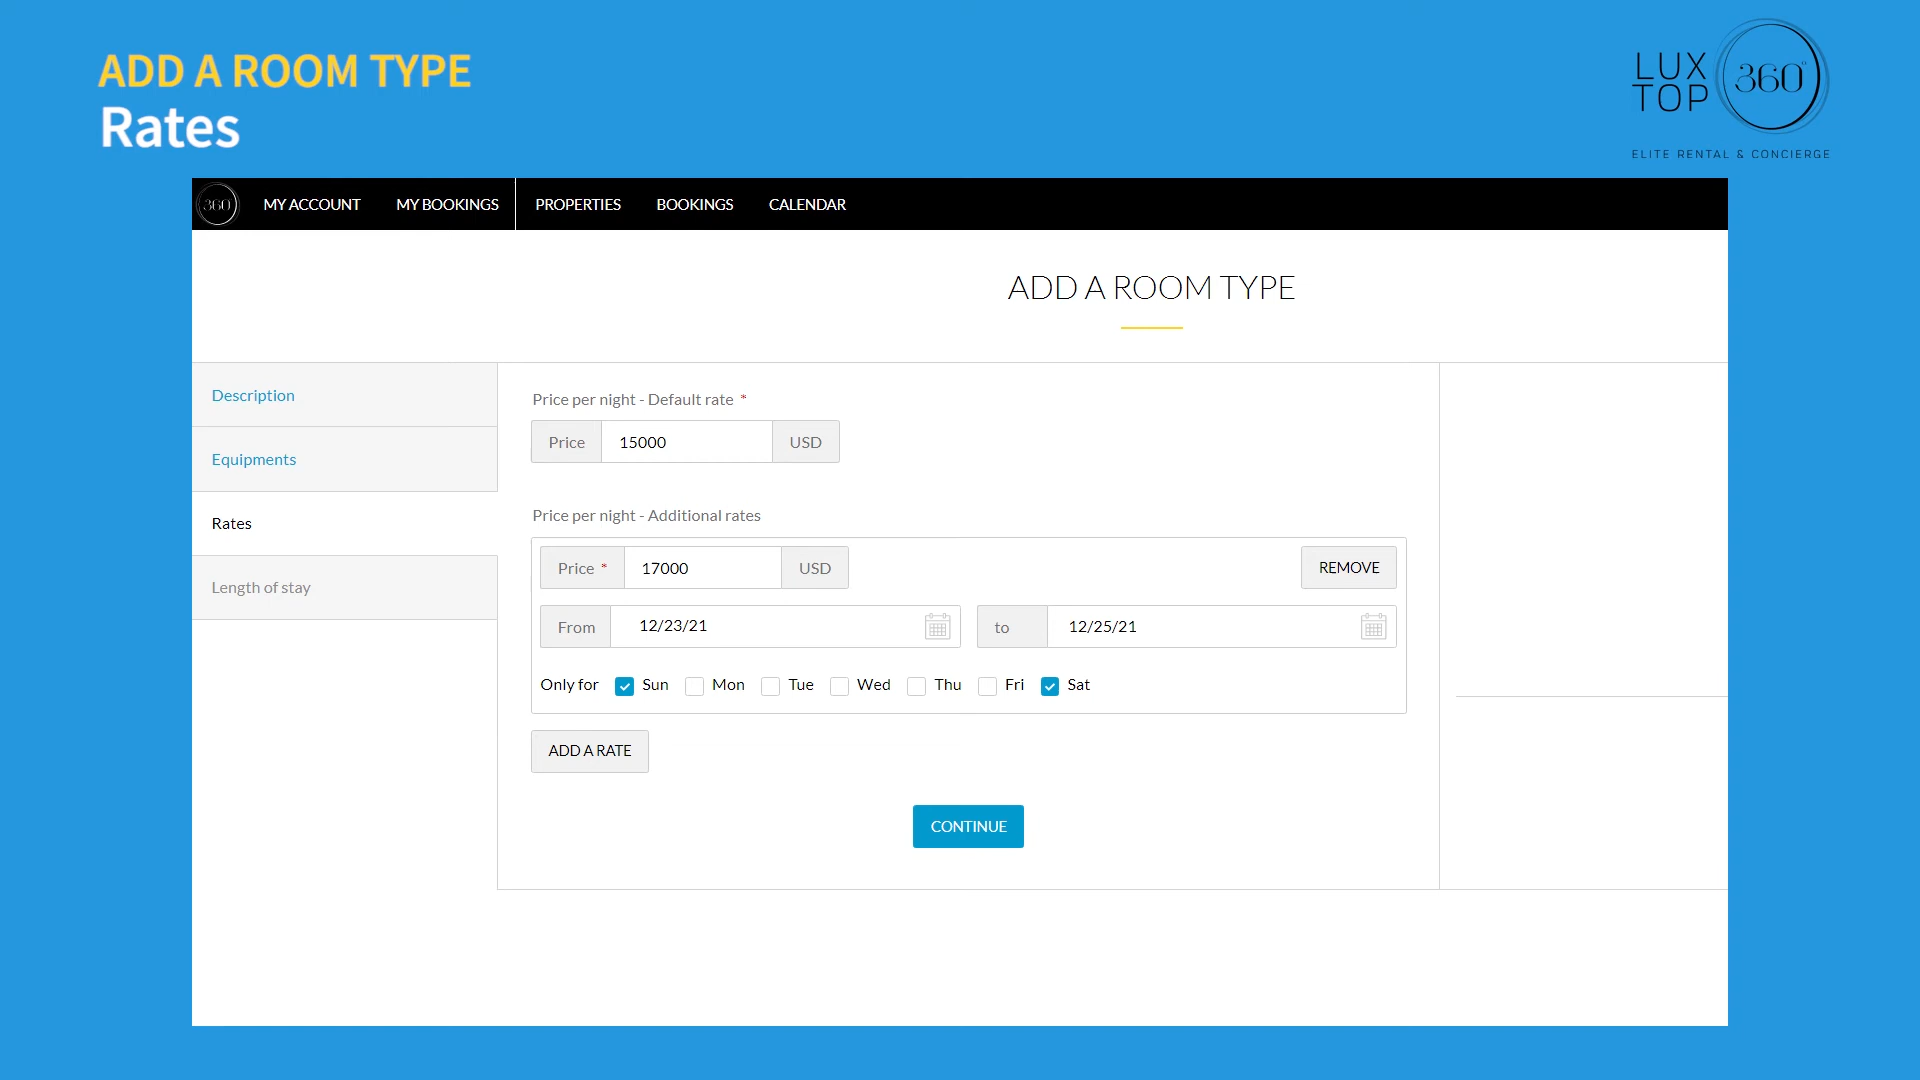 ADD A ROOM TYPE
Rates
LUX
TOP
360°
ELITE RENTAL & CONCIERGE
360° MY ACCOUNT MY BOOKINGS PROPERTIES BOOKINGS CALENDAR
ADD A ROOM TYPE
Description
Equipments
Rates
Length of stay
Price per night - Default rate *
Price 15000 USD
Price per night - Additional rates
Price * 17000 USD REMOVE
From 12/23/21 to 12/25/21
Only for Sun Mon Tue Wed Thu Fri Sat
ADD A RATE
CONTINUE